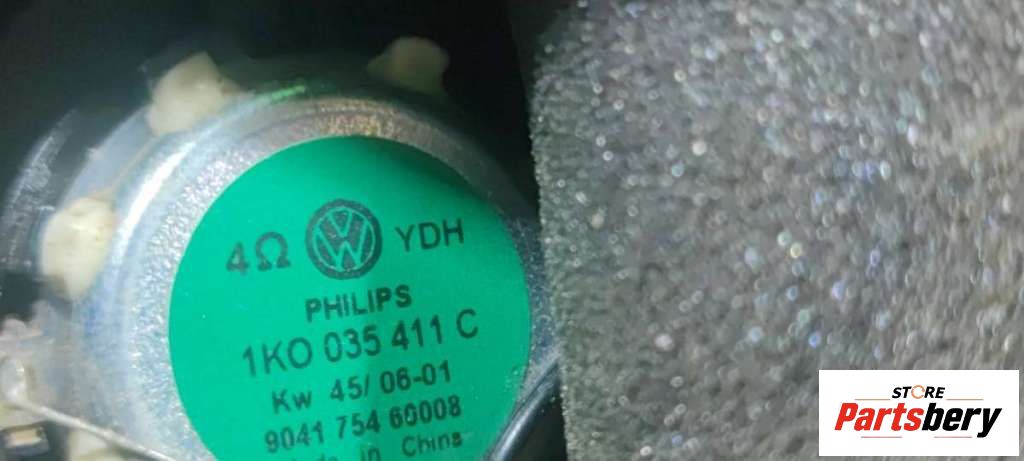 4Ω YDH
PHILIPS
1KO 035 411 C
Kw 45/ 06-01
9041 754 60008
in China
STORE
Partsbery